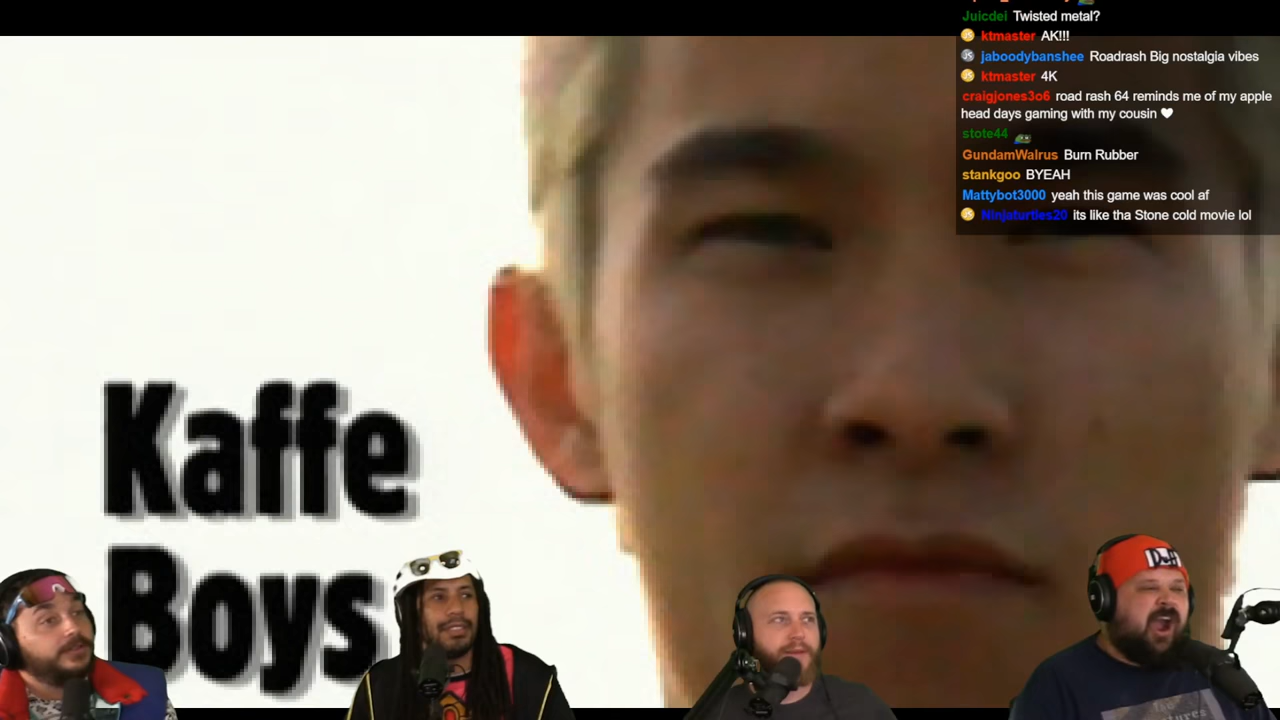 Juicdei Twisted metal?
ktmaster AK!!!
jaboodybanshee Roadrash Big nostalgia vibes
ktmaster 4K
craigjones3o6 road rash 64 reminds me of my apple
head days gaming with my cousin
stote44
GundamWalrus Burn Rubber
stankgoo BYEAH
Mattybot3000 yeah this game was cool af
Ninjaturtles20 its like tha Stone cold movie lol
Kaffe
Boys